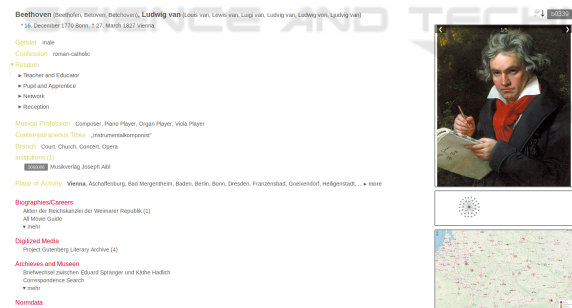 Beethoven (Beethofen, Betoven, Betchoven), Ludwig van (Louis van, Lewis van, Luigi van, Ludvig van, Ludwig von, Ljudvig van)
b0339
* 16. December 1770 Bonn, † 27. March 1827 Vienna
1/5
Gender male
Confession roman-catholic
Relation
Teacher and Educator
Pupil and Apprentice
Network
Reception
Musical Profession Composer, Piano Player, Organ Player, Viola Player
Contemporaneous Titles „Instrumentalkomponist“
Branch Court, Church, Concert, Opera
Institutions (1)
Musikverlag Joseph Aibl
Place of Activity Vienna, Aschaffenburg, Bad Mergentheim, Baden, Berlin, Bonn, Dresden, Franzensbad, Gneixendorf, Heiligenstadt, ... ▸ more
Biographies/Careers
Akten der Reichskanzlei der Weimarer Republik (1)
All Movie Guide
▾ mehr
Digitized Media
Project Gutenberg Literary Archive (4)
Archieves and Museen
Briefwechsel zwischen Eduard Spranger und Käthe Hadlich
Correspondence Search
▾ mehr
Normdata